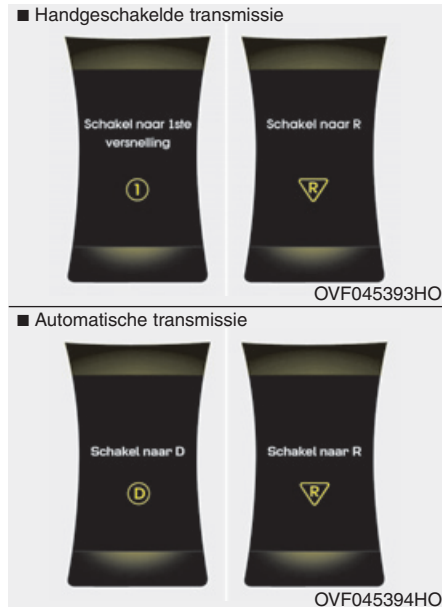 ■ Handgeschakelde transmissie
Schakel naar 1ste
versnelling
1
Schakel naar R
R
OVF045393HO
■ Automatische transmissie
Schakel naar D
D
Schakel naar R
R
OVF045394HO